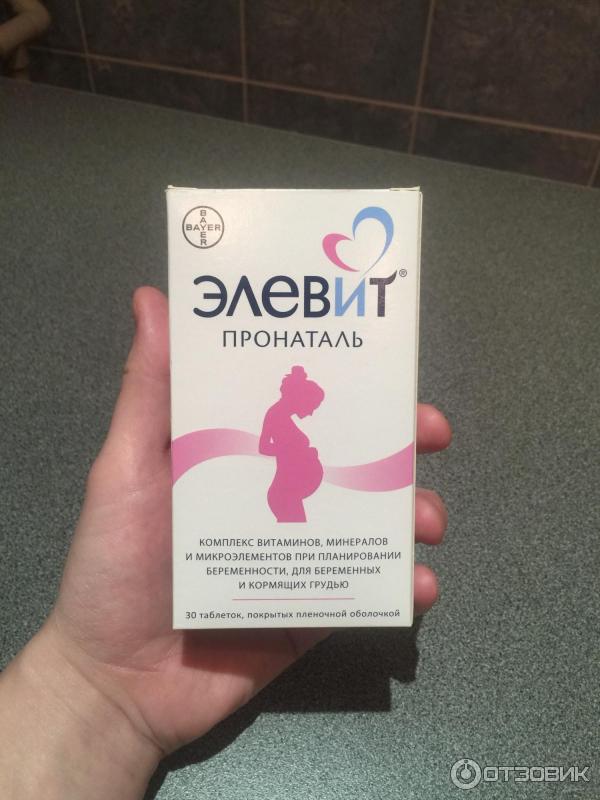 BAYER
BAYER
ЭЛЕВИТ®
ПРОНАТАЛЬ
КОМПЛЕКС ВИТАМИНОВ, МИНЕРАЛОВ
И МИКРОЭЛЕМЕНТОВ ПРИ ПЛАНИРОВАНИИ
БЕРЕМЕННОСТИ, ДЛЯ БЕРЕМЕННЫХ
И КОРМЯЩИХ ГРУДЬЮ
30 таблеток, покрытых пленочной оболочкой
ОТЗОВИК